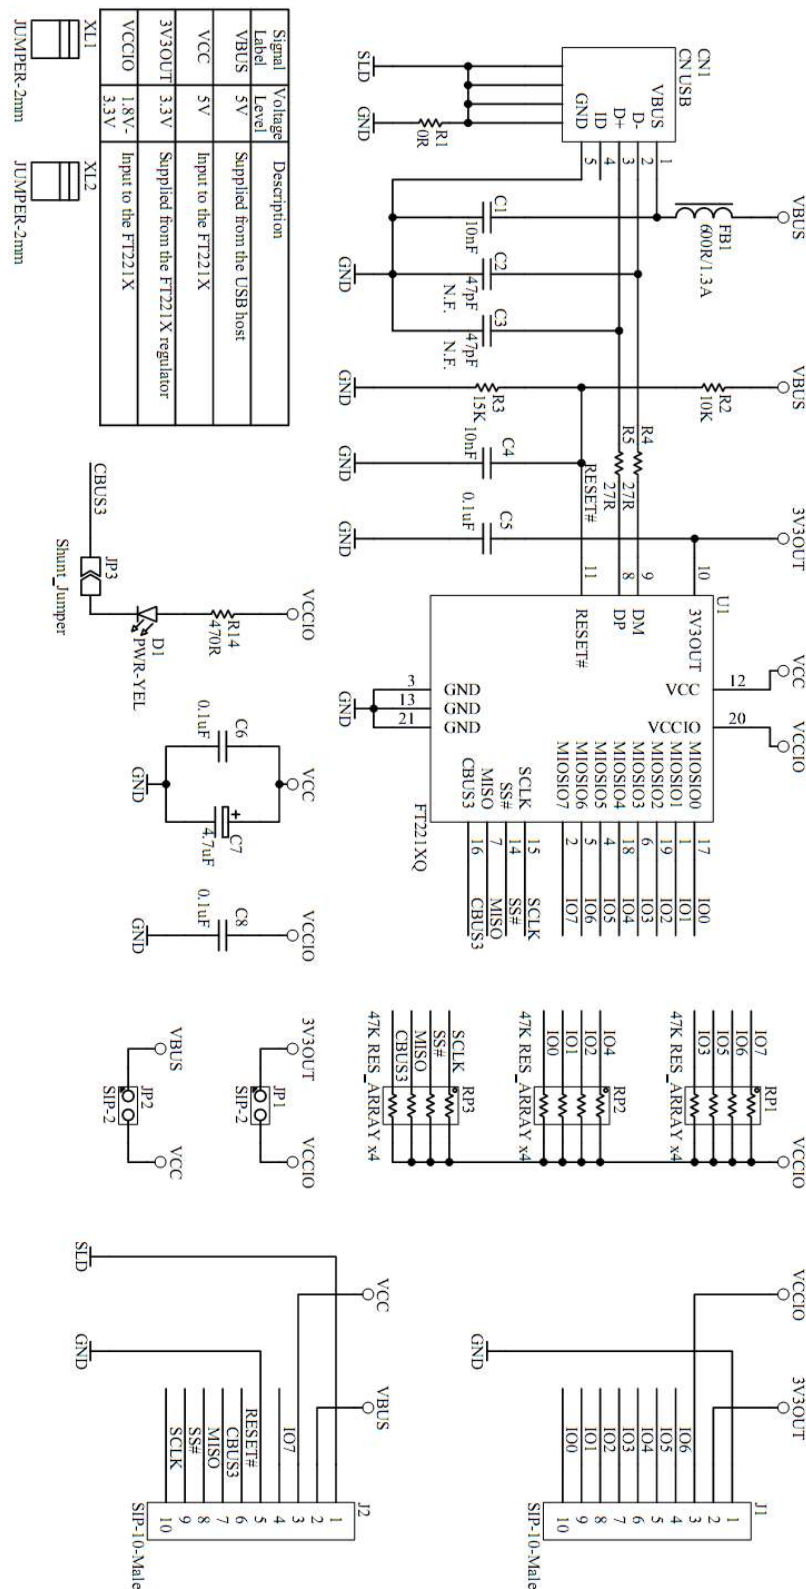 CN1
CN USB
VBUS
D-
D+
ID
GND
1
2
3
4
5
SLD
GND
R1
0R
VBUS
FB1
600R/1.3A
C1
10nF
C2
47pF
N.F.
C3
47pF
N.F.
GND
VBUS
R2
10K
R3
15K
GND
R4
27R
R5
27R
RESET#
C4
10nF
GND
3V3OUT
C5
0.1uF
GND
U1
10
9
8
11
3V3OUT
DM
DP
RESET#
VCC
VCCIO
VCC
12
VCCIO
20
3
GND
13
GND
21
GND
GND
MIOSIO0
MIOSIO1
MIOSIO2
MIOSIO3
MIOSIO4
MIOSIO5
MIOSIO6
MIOSIO7
SCLK
SS#
MISO
CBUS3
FT221XQ
17
1
19
6
18
4
5
2
15
14
7
16
IO0
IO1
IO2
IO3
IO4
IO5
IO6
IO7
SCLK
SS#
MISO
CBUS3
IO7
IO6
IO5
IO3
RP1
47K RES_ARRAY x4
IO4
IO2
IO1
IO0
RP2
47K RES_ARRAY x4
SCLK
SS#
MISO
CBUS3
RP3
47K RES_ARRAY x4
VCCIO
VCCIO
3V3OUT
GND
IO6
IO5
IO4
IO3
IO2
IO1
IO0
J1
1
2
3
4
5
6
7
8
9
10
SIP-10-Male
Signal Label
Voltage Level
Description
VBUS
5V
Supplied from the USB host
VCC
5V
Input to the FT221X
3V3OUT
3.3V
Supplied from the FT221X regulator
VCCIO
1.8V-3.3V
Input to the FT221X
XL1
JUMPER-2mm
XL2
JUMPER-2mm
CBUS3
JP3
Shunt_Jumper
D1
PWR-YEL
R14
470R
VCCIO
C6
0.1uF
C7
4.7uF
+
VCC
GND
C8
0.1uF
VCCIO
GND
3V3OUT
JP1
SIP-2
VCCIO
VBUS
JP2
SIP-2
VCC
SLD
VCC
GND
VBUS
IO7
RESET#
CBUS3
MISO
SS#
SCLK
J2
1
2
3
4
5
6
7
8
9
10
SIP-10-Male